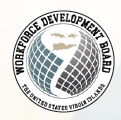 WORKFORCE DEVELOPMENT BOARD
THE UNITED STATES VIRGIN ISLANDS